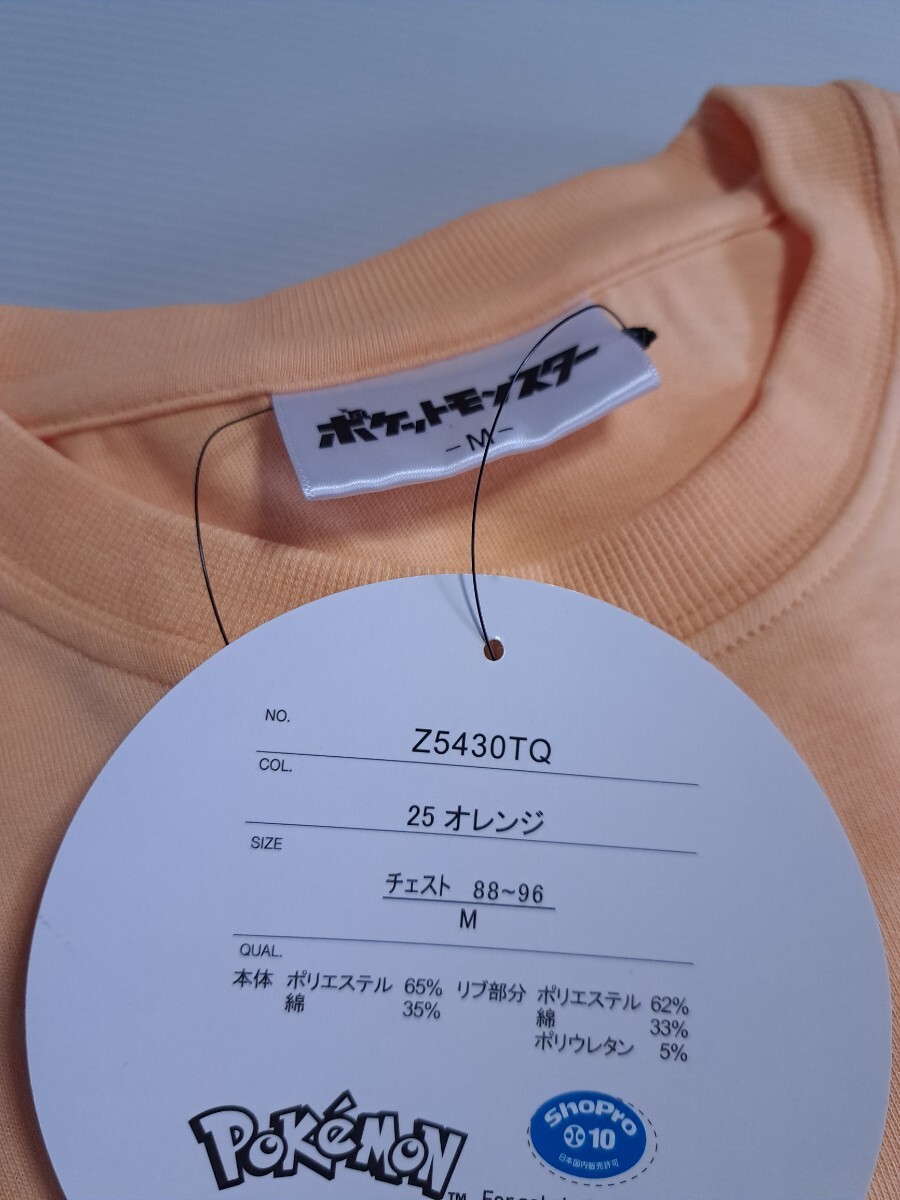 ポケットモンスター
-M-
NO.
Z5430TQ
COL.
25 オレンジ
SIZE
チェスト 88~96
M
QUAL.
本体 ポリエステル 65% リブ部分 ポリエステル 62%
綿 35% 綿 33%
ポリウレタン 5%
POKéMON TM
ShoPro
10
日本国内販売許可